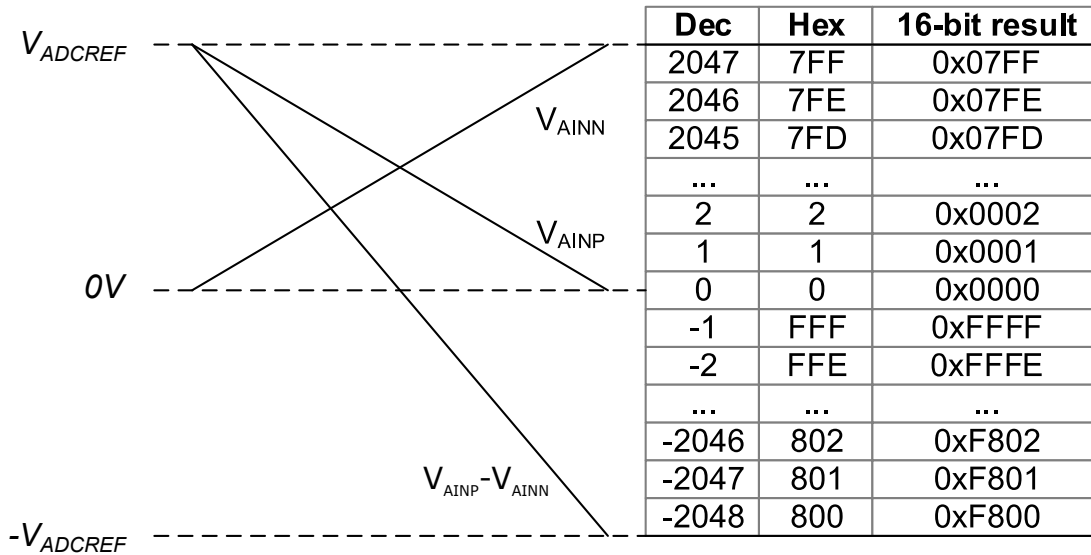 Dec Hex 16-bit result
V_ADCREF
2047 7FF 0x07FF
2046 7FE 0x07FE
V_AINN
2045 7FD 0x07FD
... ... ...
2 2 0x0002
V_AINP
1 1 0x0001
0V
0 0 0x0000
-1 FFF 0xFFFF
-2 FFE 0xFFFE
... ... ...
-2046 802 0xF802
V_AINP-V_AINN
-2047 801 0xF801
-2048 800 0xF800
-V_ADCREF